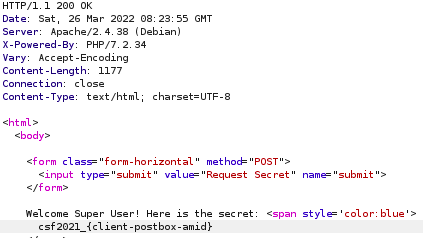 HTTP/1.1 200 OK
Date: Sat, 26 Mar 2022 08:23:55 GMT
Server: Apache/2.4.38 (Debian)
X-Powered-By: PHP/7.2.34
Vary: Accept-Encoding
Content-Length: 1177
Connection: close
Content-Type: text/html; charset=UTF-8
<html>
<body>
<form class="form-horizontal" method="POST">
<input type="submit" value="Request Secret" name="submit">
</form>
Welcome Super User! Here is the secret: <span style='color:blue'>
csf2021_{client-postbox-amid}